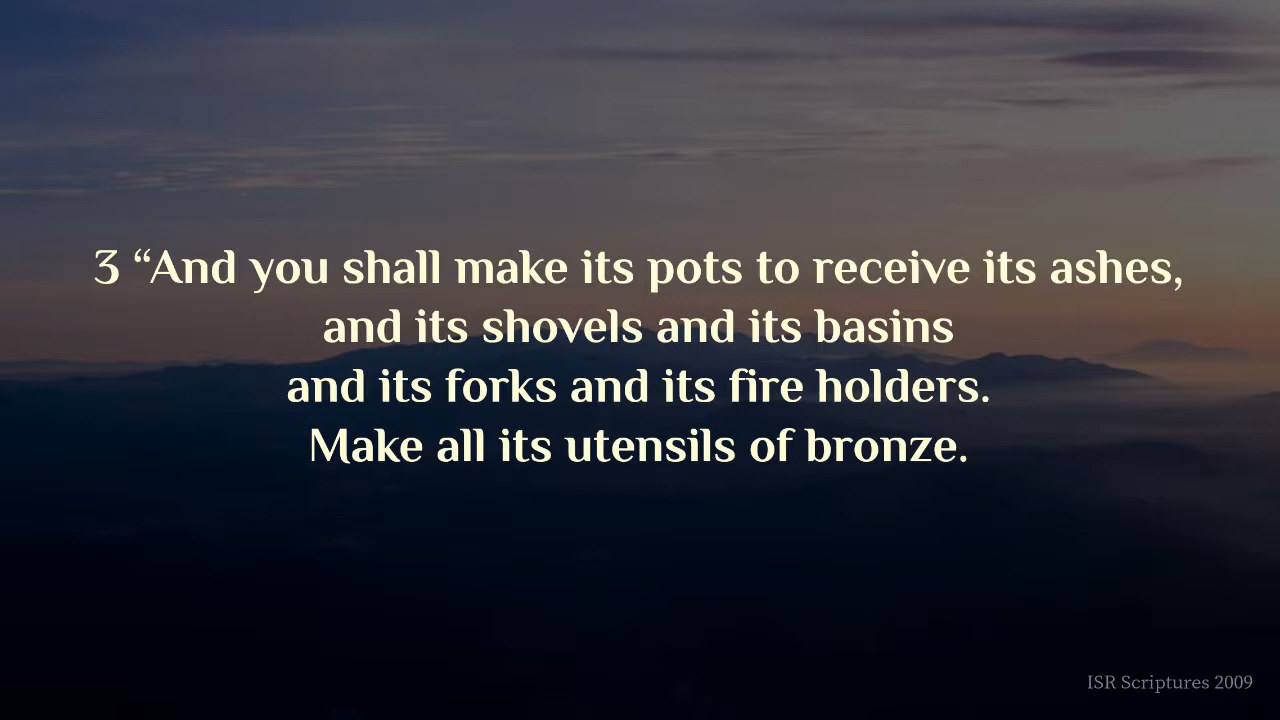 3 “And you shall make its pots to receive its ashes,
and its shovels and its basins
and its forks and its fire holders.
Make all its utensils of bronze.
ISR Scriptures 2009